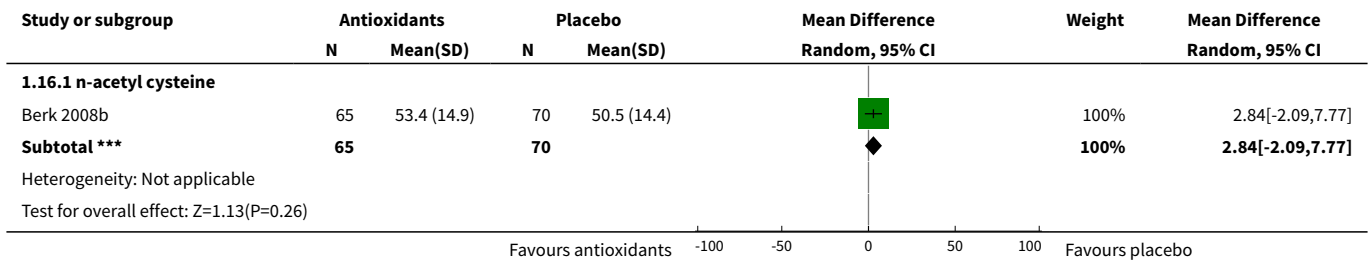 Study or subgroup Antioxidants Placebo Mean Difference Weight Mean Difference
N Mean(SD) N Mean(SD) Random, 95% CI Random, 95% CI
1.16.1 n-acetyl cysteine
Berk 2008b 65 53.4 (14.9) 70 50.5 (14.4) 100% 2.84[-2.09,7.77]
Subtotal *** 65 70 100% 2.84[-2.09,7.77]
Heterogeneity: Not applicable
Test for overall effect: Z=1.13(P=0.26)
Favours antioxidants -100 -50 0 50 100 Favours placebo